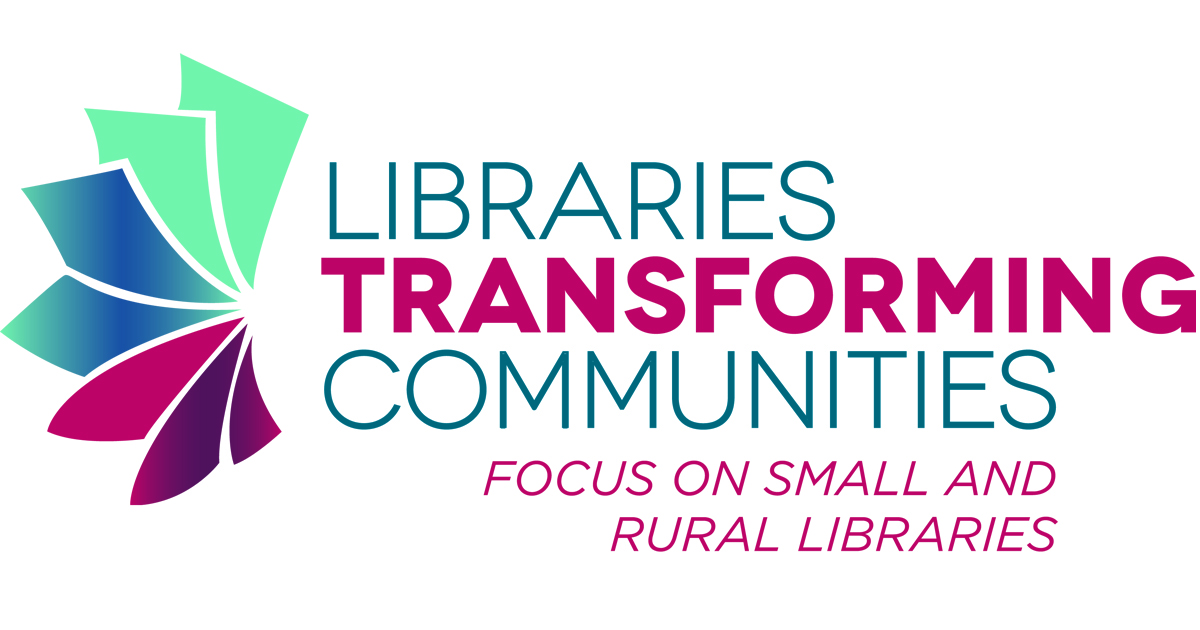 LIBRARIES
TRANSFORMING
COMMUNITIES
FOCUS ON SMALL AND
RURAL LIBRARIES